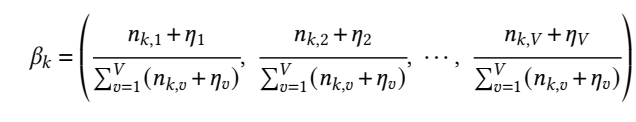 β_k = ( (n_{k,1} + η_1) / (∑_{v=1}^{V} (n_{k,v} + η_v)), (n_{k,2} + η_2) / (∑_{v=1}^{V} (n_{k,v} + η_v)), ⋯, (n_{k,V} + η_V) / (∑_{v=1}^{V} (n_{k,v} + η_v)) )